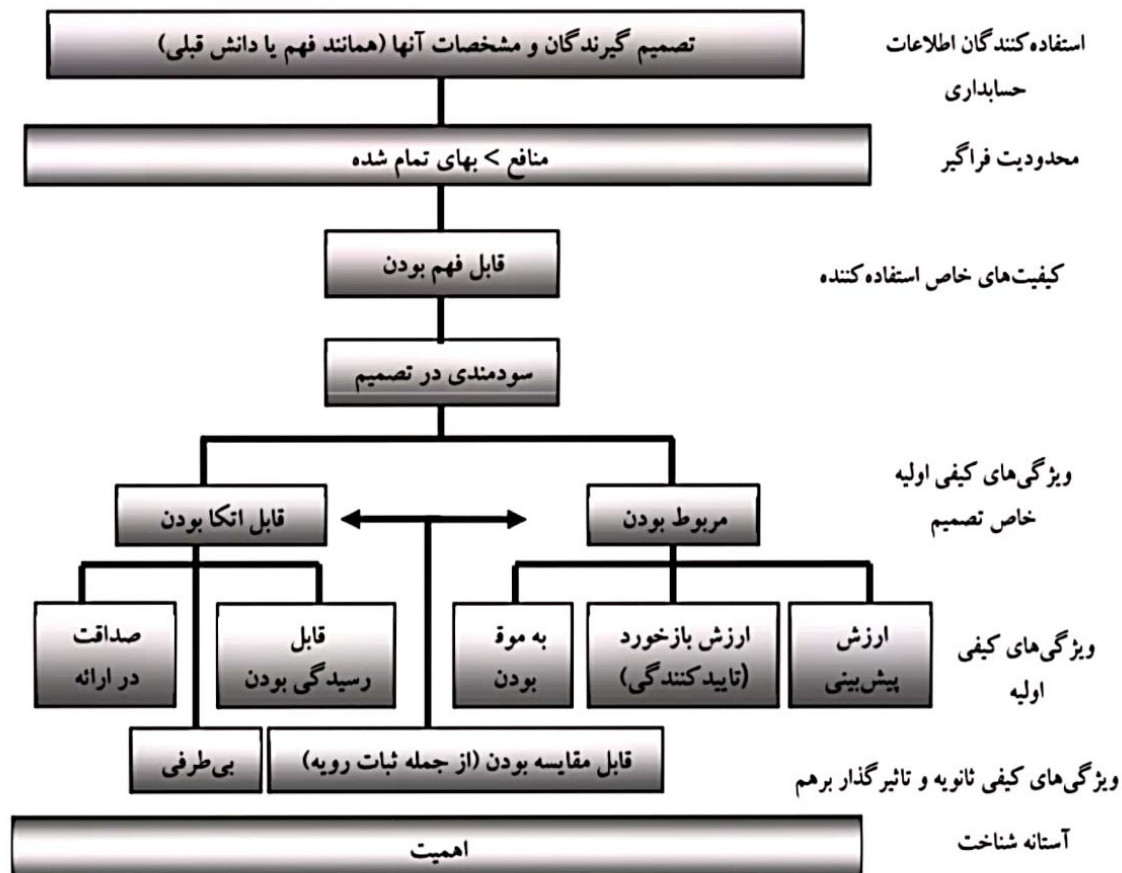 استفاده‌کنندگان اطلاعات
حسابداری
تصمیم گیرندگان و مشخصات آنها (همانند فهم یا دانش قبلی)
محدودیت فراگیر
منافع > بهای تمام شده
کیفیت‌های خاص استفاده‌کننده
قابل فهم بودن
سودمندی در تصمیم
ویژگی‌های کیفی اولیه
خاص تصمیم
مربوط بودن
قابل اتکا بودن
ویژگی‌های کیفی
اولیه
ارزش
پیش‌بینی
ارزش بازخورد
(تاییدکنندگی)
به موق
بودن
قابل
رسیدگی بودن
صداقت
در ارائه
ویژگی‌های کیفی ثانویه و تاثیرگذار برهم
قابل مقایسه بودن (از جمله ثبات رویه)
بی‌طرفی
آستانه شناخت
اهمیت